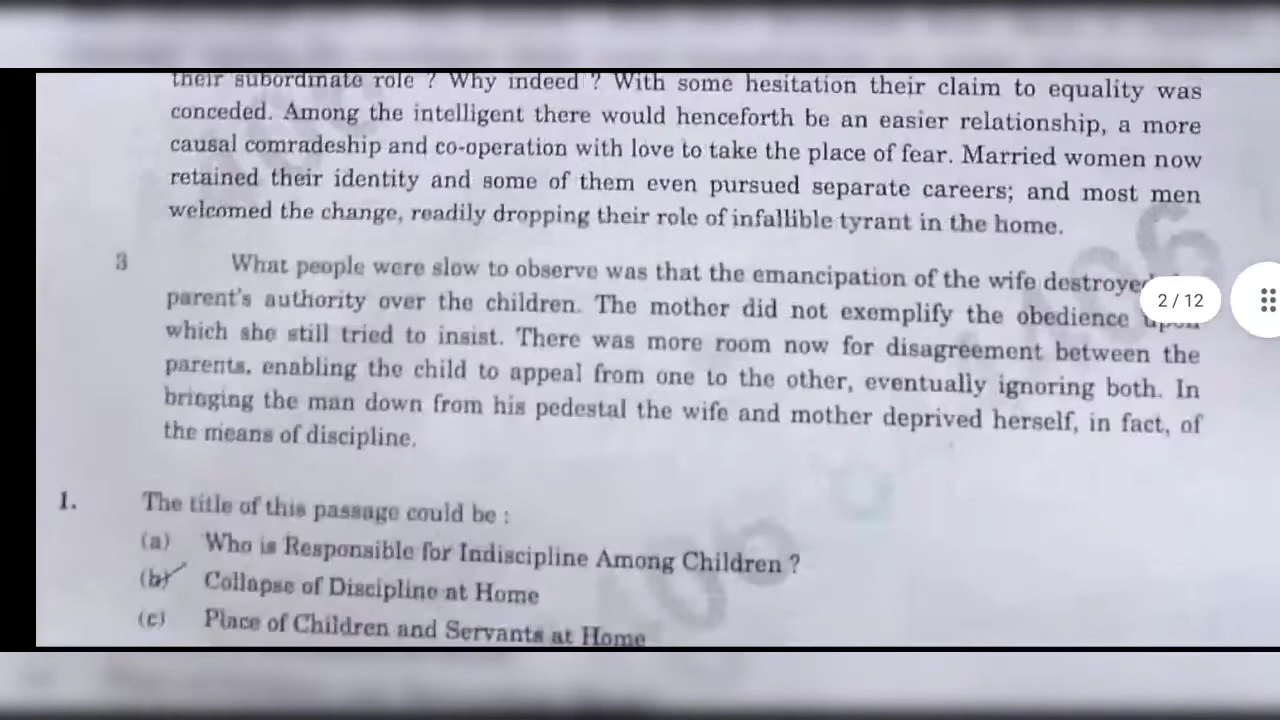 their subordinate role ? Why indeed ? With some hesitation their claim to equality was
conceded. Among the intelligent there would henceforth be an easier relationship, a more
causal comradeship and co-operation with love to take the place of fear. Married women now
retained their identity and some of them even pursued separate careers; and most men
welcomed the change, readily dropping their role of infallible tyrant in the home.
3 What people were slow to observe was that the emancipation of the wife
parent's authority over the children. The mother did not exemplify the obedience upon
2 / 12
which she still tried to insist. There was more room now for disagreement between the
parents, enabling the child to appeal from one to the other, eventually ignoring both. In
bringing the man down from his pedestal the wife and mother deprived herself, in fact, of
the means of discipline.
1. The title of this passage could be :
(a) Who is Responsible for Indiscipline Among Children ?
(b) Collapse of Discipline at Home
(c) Place of Children and Servants at Home